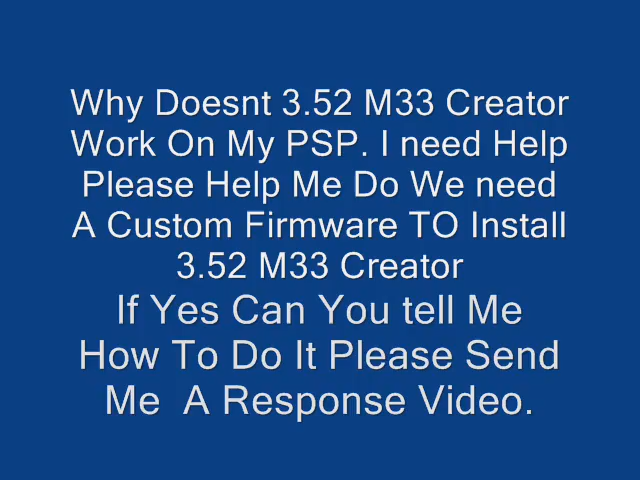 Why Doesnt 3.52 M33 Creator
Work On My PSP. I need Help
Please Help Me Do We need
A Custom Firmware TO Install
3.52 M33 Creator
If Yes Can You tell Me
How To Do It Please Send
Me  A Response Video.